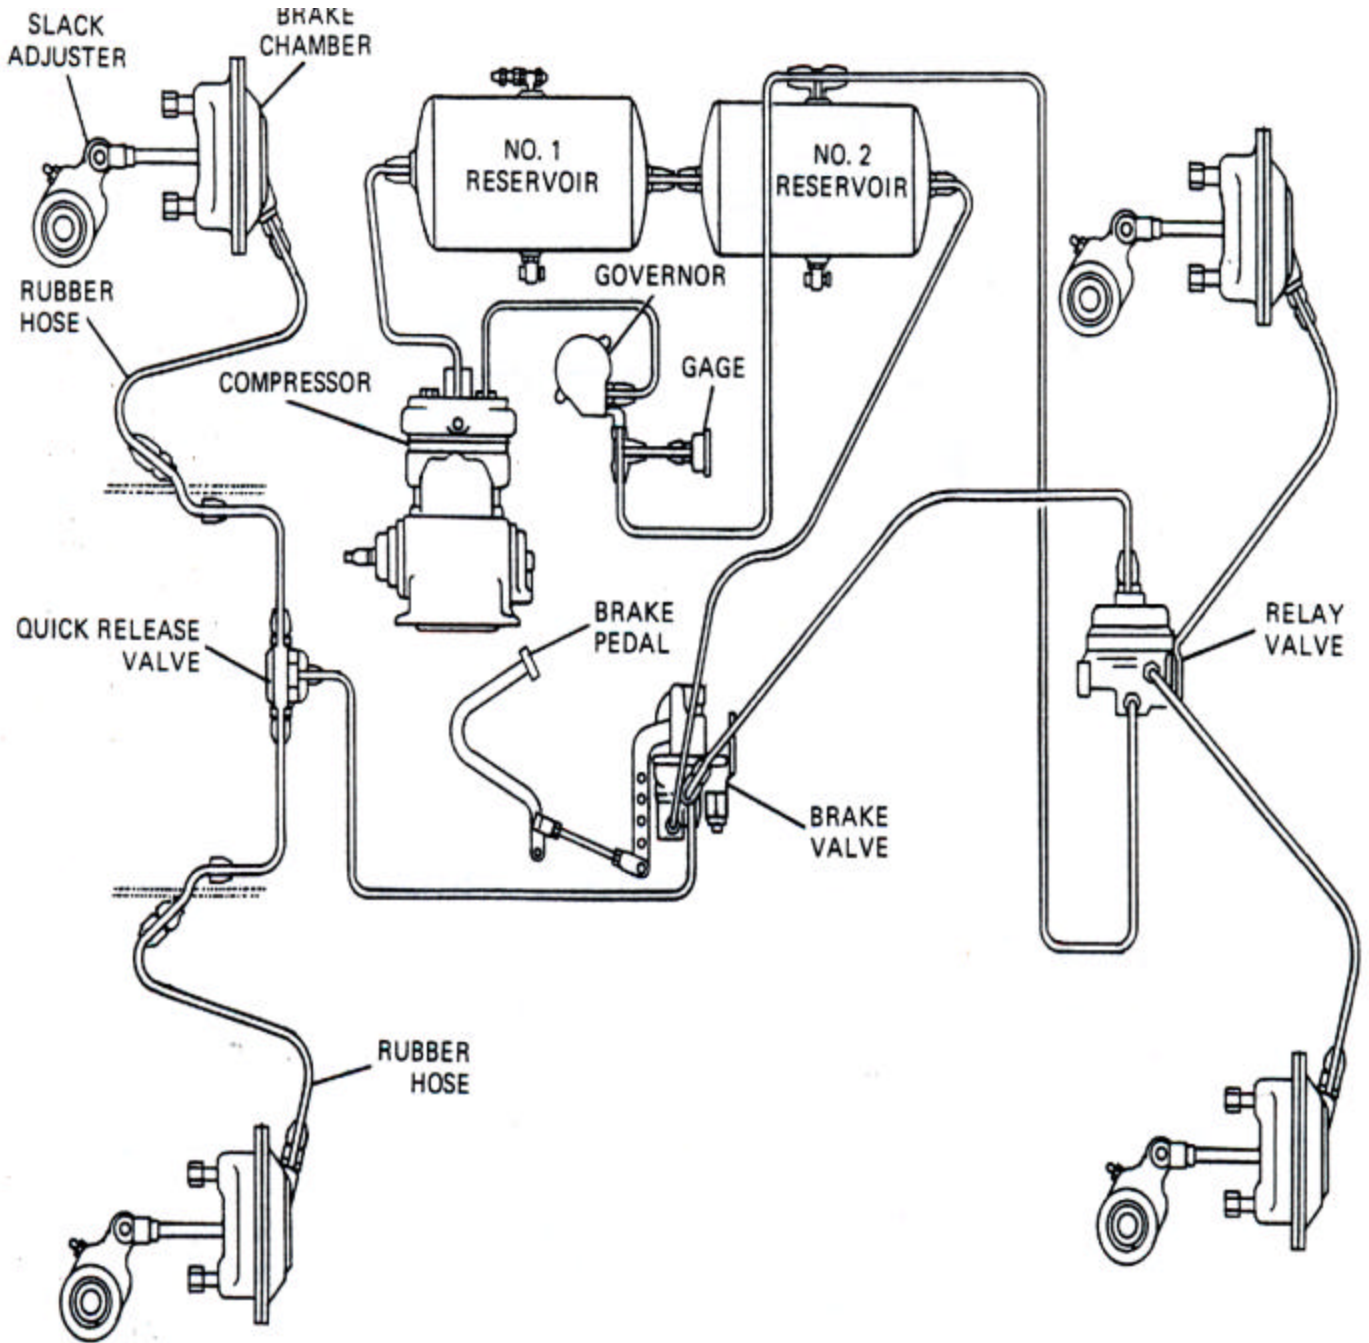 SLACK
ADJUSTER
BRAKE
CHAMBER
NO. 1
RESERVOIR
NO. 2
RESERVOIR
RUBBER
HOSE
GOVERNOR
COMPRESSOR
GAGE
QUICK RELEASE
VALVE
BRAKE
PEDAL
RELAY
VALVE
BRAKE
VALVE
RUBBER
HOSE